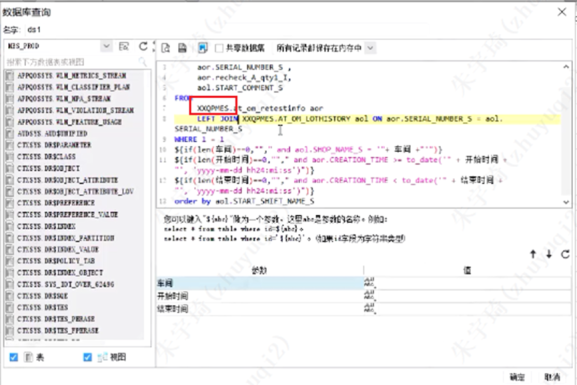 数据库查询
名字: ds1
MES_PROD
共享数据集
所有记录都保存在内存中
搜索下方数据表或视图
APPQOSSYS.WLM_METRICS_STREAM
APPQOSSYS.WLM_CLASSIFIER_PLAN
APPQOSSYS.WLM_MPA_STREAM
APPQOSSYS.WLM_VIOLATION_STREAM
APPQOSSYS.WLM_FEATURE_USAGE
AUDSYS.AUD$UNIFIED
CTXSYS.DR$PARAMETER
CTXSYS.DR$CLASS
CTXSYS.DR$OBJECT
CTXSYS.DR$OBJECT_ATTRIBUTE
CTXSYS.DR$OBJECT_ATTRIBUTE_LOV
CTXSYS.DR$PREFERENCE
CTXSYS.DR$PREFERENCE_VALUE
CTXSYS.DR$INDEX
CTXSYS.DR$INDEX_PARTITION
CTXSYS.DR$INDEX_VALUE
CTXSYS.DR$POLICY_TAB
CTXSYS.DR$INDEX_OBJECT
CTXSYS.SYS_IOT_OVER_62496
CTXSYS.DR$SQE
CTXSYS.DR$THS
CTXSYS.DR$THS_PHRASE
CTXSYS.DR$THS_FPHRASE
表
视图
aor.SERIAL_NUMBER_S ,
aor.recheck_A_qty1_I,
aol.START_COMMENT_S
FROM
XXQPMES.at_om_retestinfo aor
LEFT JOIN XXQPMES.AT_OM_LOTHISTORY aol ON aor.SERIAL_NUMBER_S = aol.
SERIAL_NUMBER_S
WHERE 1 = 1
${if(len(车间)==0,""," and aol.SHOP_NAME_S = '"+ 车间 +"'")}
${if(len(开始时间)==0,""," and aor.CREATION_TIME >= to_date('" + 开始时间 +
"', 'yyyy-mm-dd hh24:mi:ss')")}
${if(len(结束时间)==0,""," and aor.CREATION_TIME < to_date('" + 结束时间 +
"', 'yyyy-mm-dd hh24:mi:ss')")}
order by aol.START_SHIFT_NAME_S
您可以键入"${abc}"做为一个参数，这里abc是参数的名称。例如:
select * from table where id=${abc}。
select * from table where id='${abc}'。(如果id字段为字符串类型)
参数
值
车间
开始时间
结束时间
确定
取消